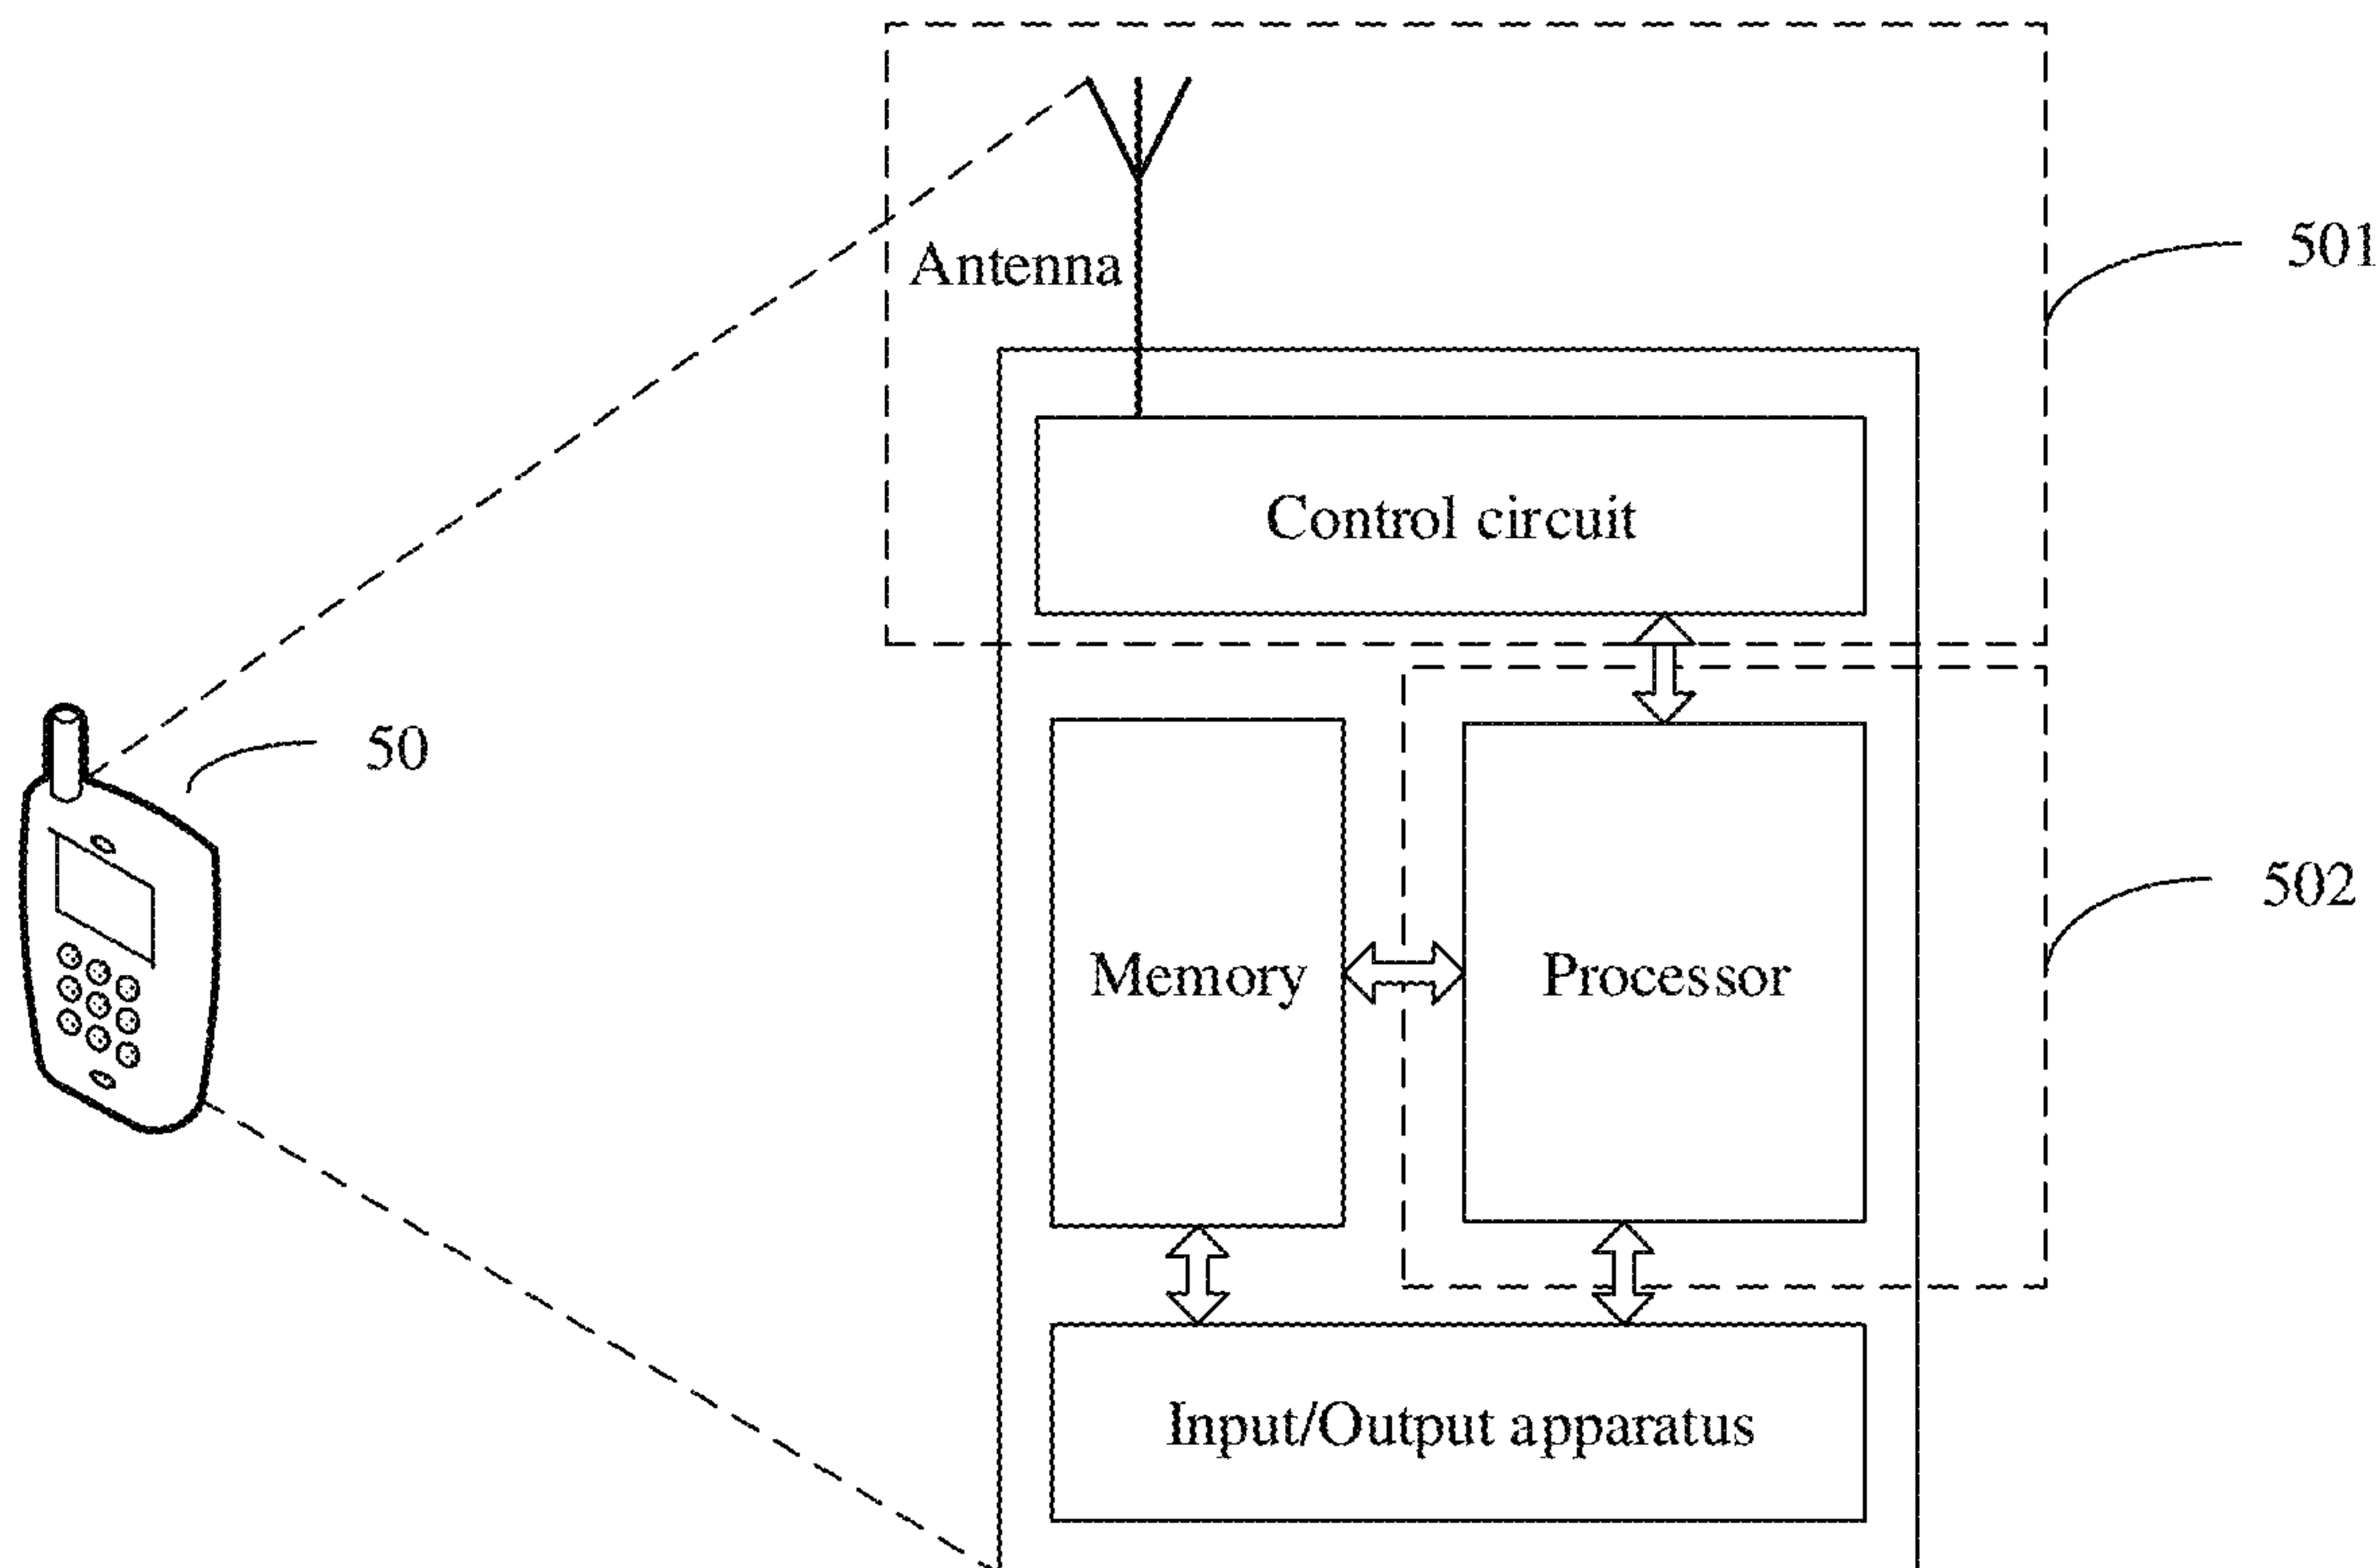 Antenna
501
Control circuit
50
502
Memory
Processor
Input/Output apparatus